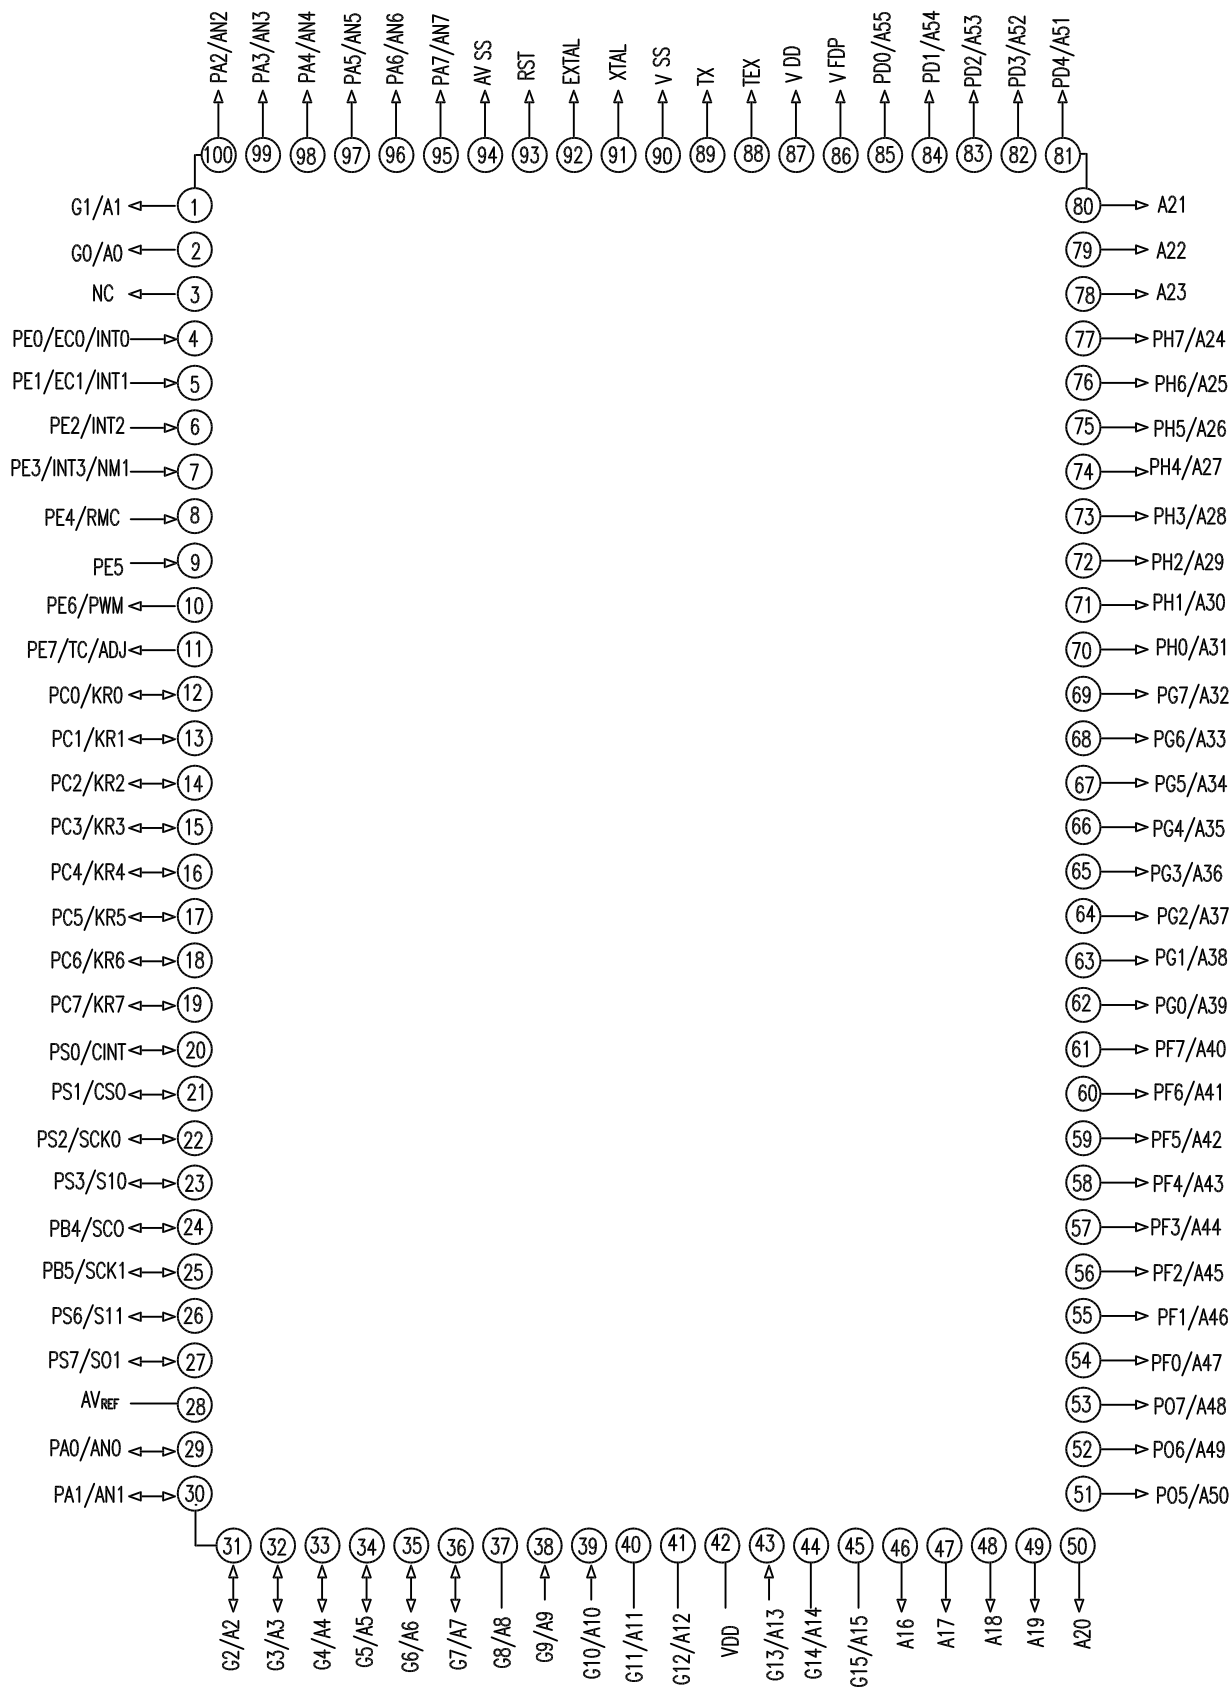 PA2/AN2
PA3/AN3
PA4/AN4
PA5/AN5
PA6/AN6
PA7/AN7
AV SS
RST
EXTAL
XTAL
V SS
TX
TEX
V DD
V FDP
PD0/A55
PD1/A54
PD2/A53
PD3/A52
PD4/A51
100 99 98 97 96 95 94 93 92 91 90 89 88 87 86 85 84 83 82 81
G1/A1 1
G0/A0 2
NC 3
PE0/EC0/INT0 4
PE1/EC1/INT1 5
PE2/INT2 6
PE3/INT3/NM1 7
PE4/RMC 8
PE5 9
PE6/PWM 10
PE7/TC/ADJ 11
PC0/KR0 12
PC1/KR1 13
PC2/KR2 14
PC3/KR3 15
PC4/KR4 16
PC5/KR5 17
PC6/KR6 18
PC7/KR7 19
PS0/CINT 20
PS1/CS0 21
PS2/SCK0 22
PS3/S10 23
PB4/SC0 24
PB5/SCK1 25
PS6/S11 26
PS7/S01 27
AVREF 28
PA0/AN0 29
PA1/AN1 30
80 A21
79 A22
78 A23
77 PH7/A24
76 PH6/A25
75 PH5/A26
74 PH4/A27
73 PH3/A28
72 PH2/A29
71 PH1/A30
70 PH0/A31
69 PG7/A32
68 PG6/A33
67 PG5/A34
66 PG4/A35
65 PG3/A36
64 PG2/A37
63 PG1/A38
62 PG0/A39
61 PF7/A40
60 PF6/A41
59 PF5/A42
58 PF4/A43
57 PF3/A44
56 PF2/A45
55 PF1/A46
54 PF0/A47
53 P07/A48
52 P06/A49
51 P05/A50
31 32 33 34 35 36 37 38 39 40 41 42 43 44 45 46 47 48 49 50
G2/A2
G3/A3
G4/A4
G5/A5
G6/A6
G7/A7
G8/A8
G9/A9
G10/A10
G11/A11
G12/A12
VDD
G13/A13
G14/A14
G15/A15
A16
A17
A18
A19
A20